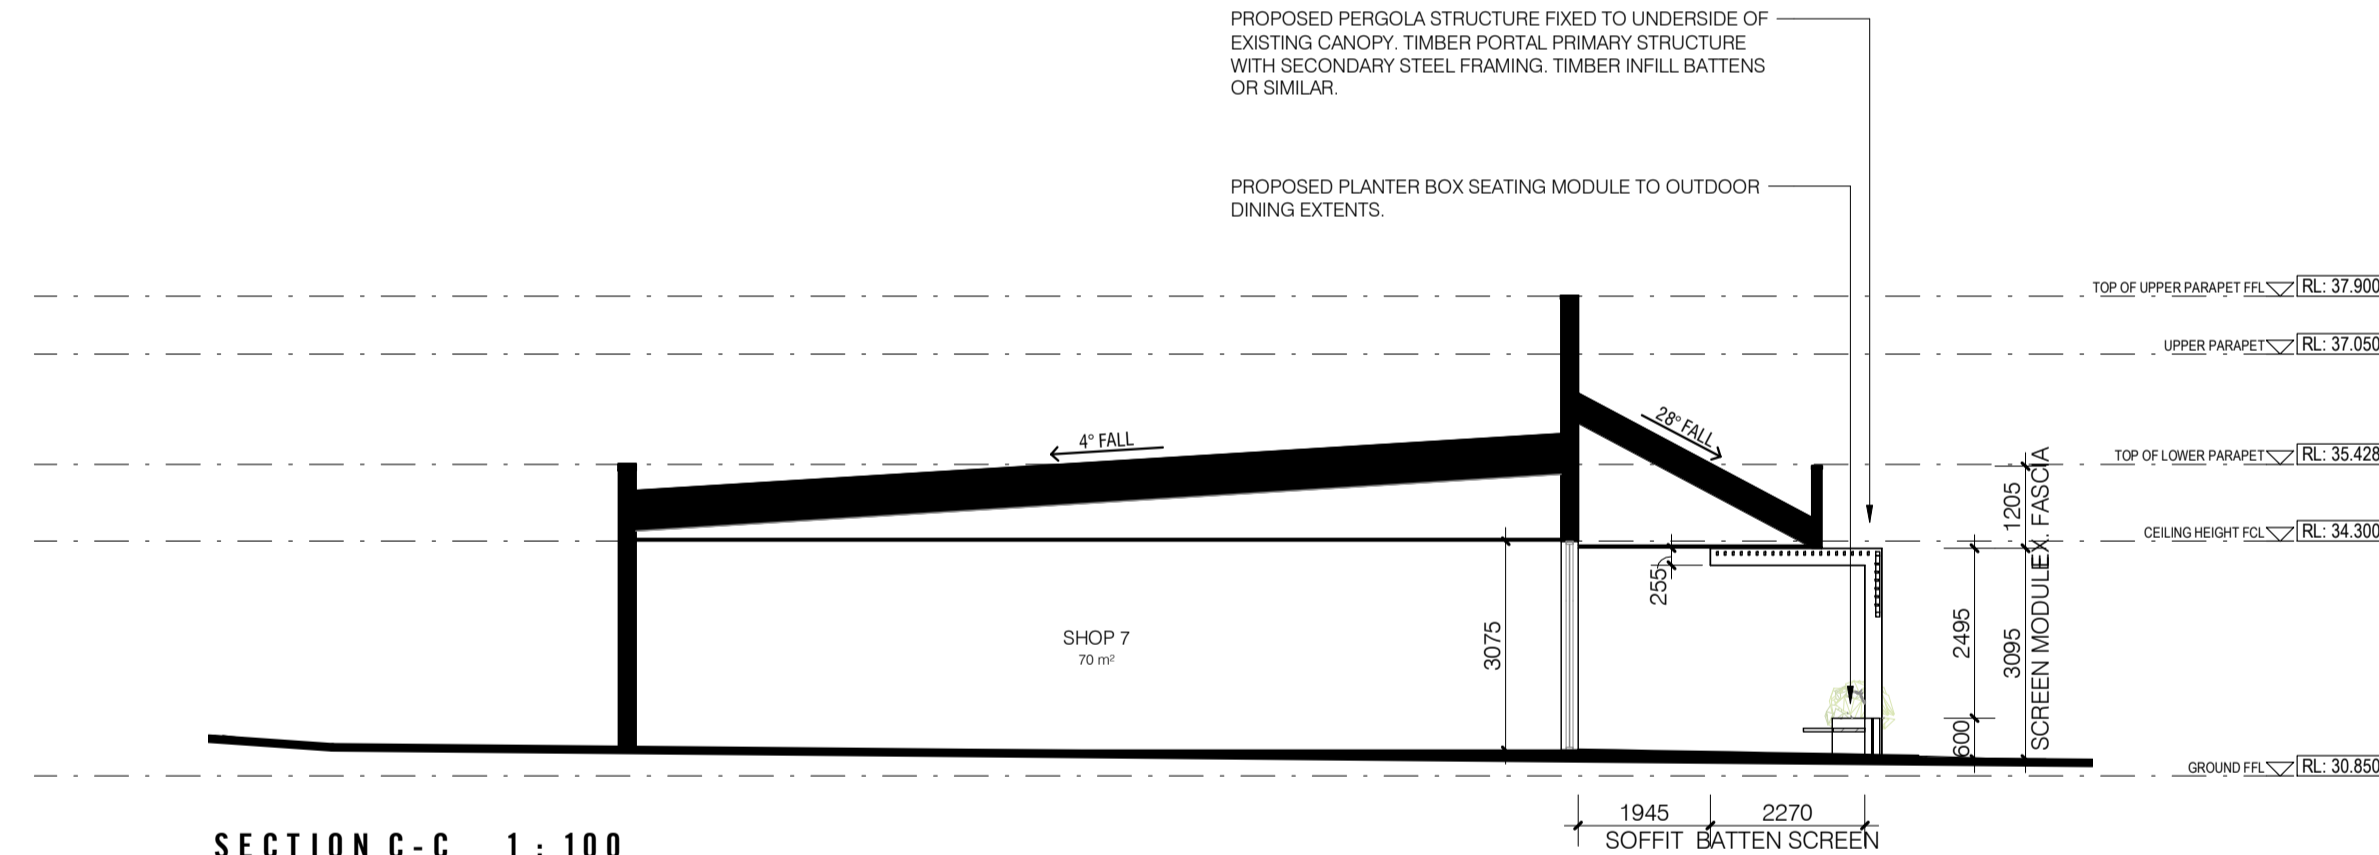 PROPOSED PERGOLA STRUCTURE FIXED TO UNDERSIDE OF
EXISTING CANOPY. TIMBER PORTAL PRIMARY STRUCTURE
WITH SECONDARY STEEL FRAMING. TIMBER INFILL BATTENS
OR SIMILAR.
PROPOSED PLANTER BOX SEATING MODULE TO OUTDOOR
DINING EXTENTS.
TOP OF UPPER PARAPET FFL RL: 37.900
UPPER PARAPET RL: 37.050
4° FALL
28° FALL
TOP OF LOWER PARAPET RL: 35.428
CEILING HEIGHT FCL RL: 34.300
1205
EX. FASCIA
255
3075
2495
3095
SCREEN MODULE
600
SHOP 7
70 m²
GROUND FFL RL: 30.850
1945
2270
SOFFIT BATTEN SCREEN
SECTION C-C 1 : 100